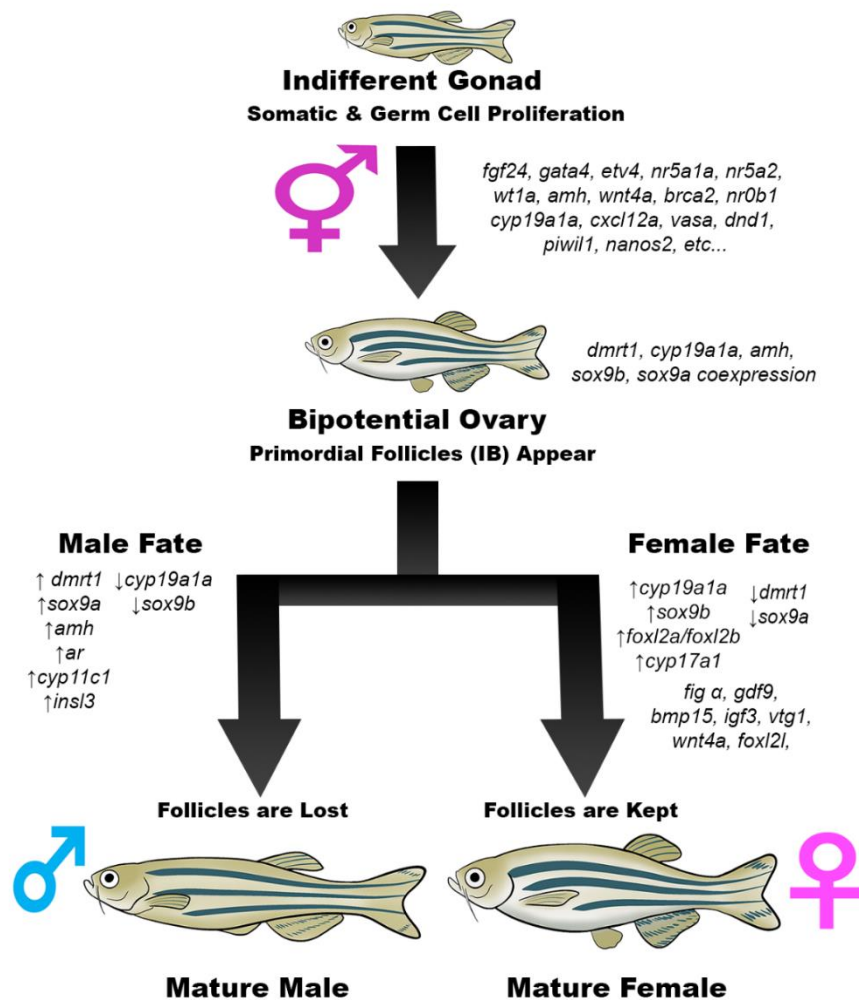 Indifferent Gonad
Somatic & Germ Cell Proliferation
fgf24, gata4, etv4, nr5a1a, nr5a2,
wt1a, amh, wnt4a, brca2, nr0b1
cyp19a1a, cxcl12a, vasa, dnd1,
piwil1, nanos2, etc...
dmrt1, cyp19a1a, amh,
sox9b, sox9a coexpression
Bipotential Ovary
Primordial Follicles (IB) Appear
Male Fate
↑ dmrt1 ↓cyp19a1a
↑sox9a ↓sox9b
↑amh
↑ar
↑cyp11c1
↑insl3
Female Fate
↑cyp19a1a ↓dmrt1
↑sox9b ↓sox9a
↑foxl2a/foxl2b
↑cyp17a1
fig α, gdf9,
bmp15, igf3, vtg1,
wnt4a, foxl2l,
Follicles are Lost
Follicles are Kept
Mature Male
Mature Female